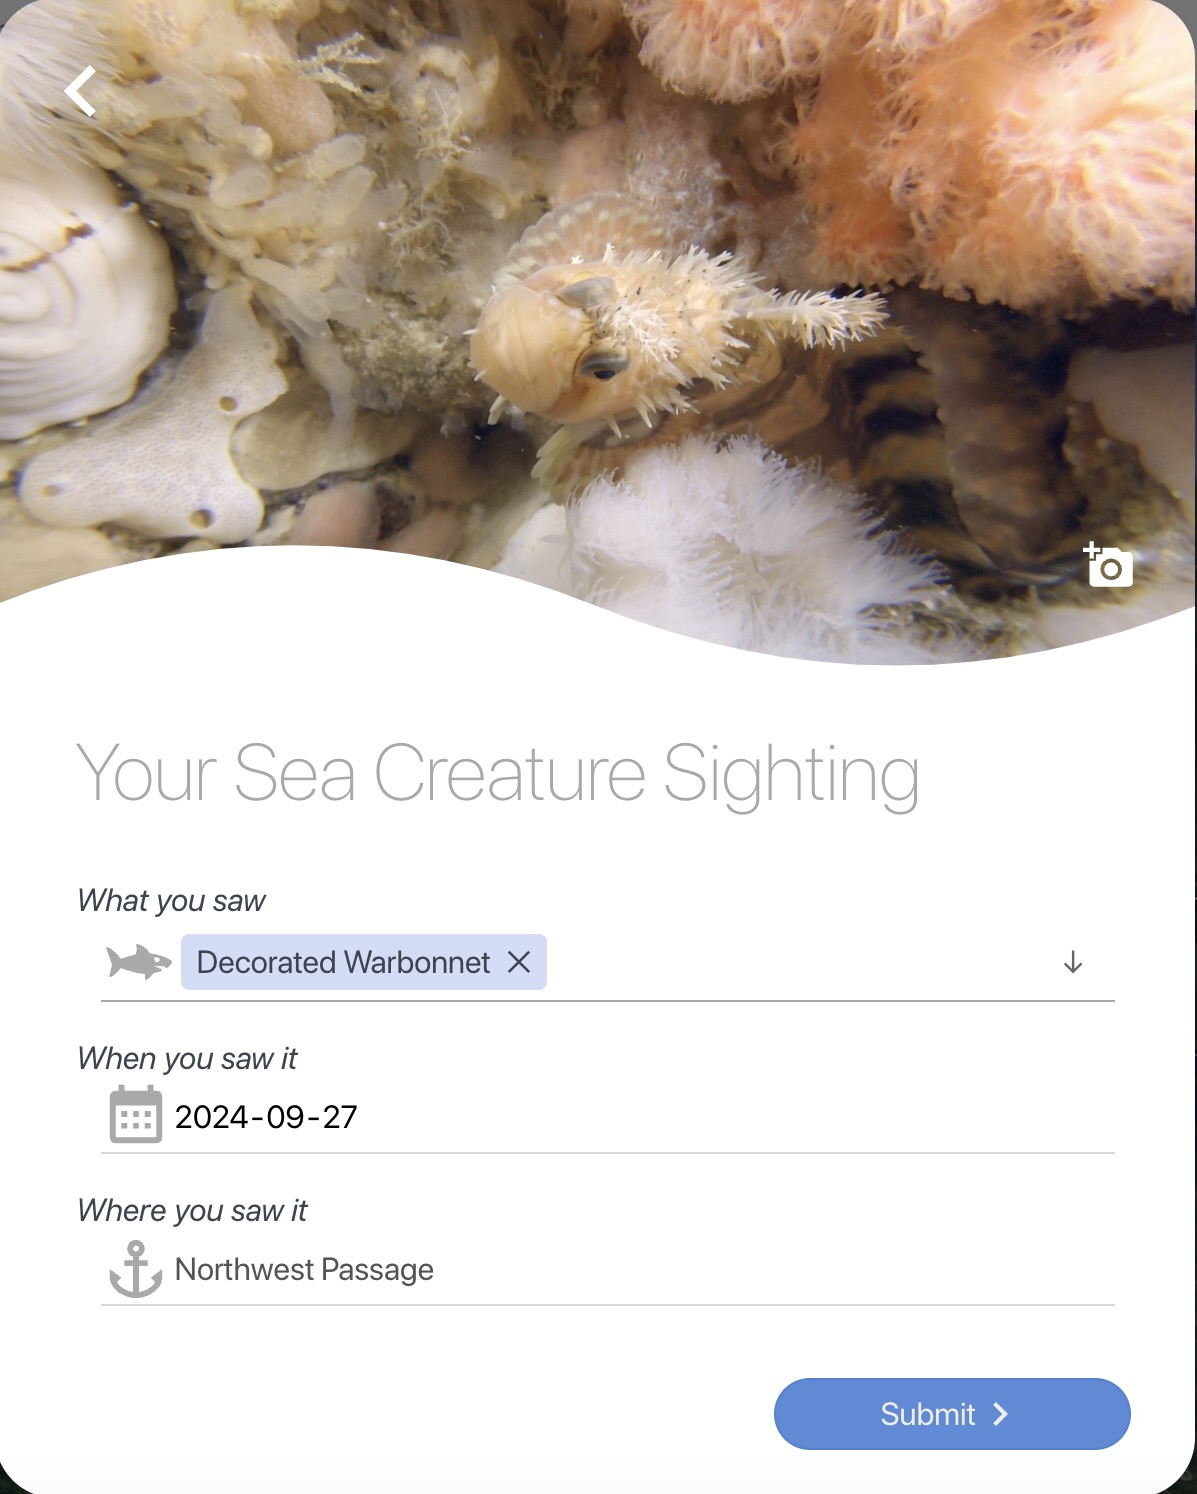 Your Sea Creature Sighting
What you saw
Decorated Warbonnet
When you saw it
2024-09-27
Where you saw it
Northwest Passage
Submit